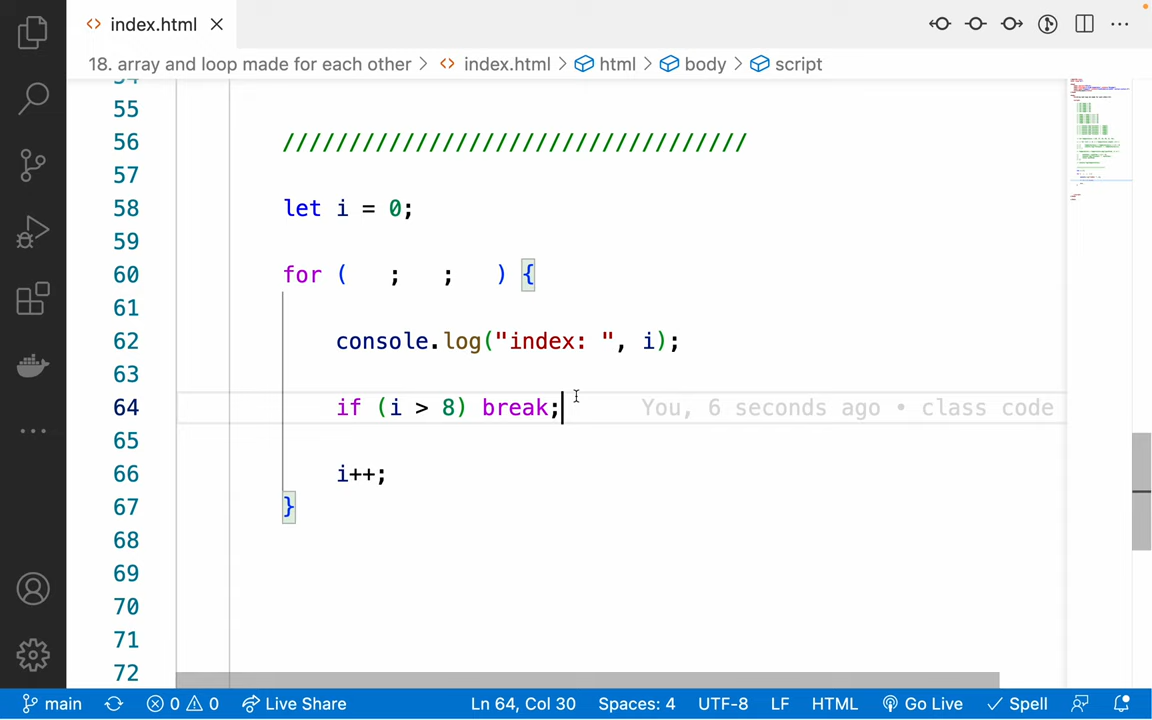 index.html
18. array and loop made for each other > index.html > html > body > script
55
56 /////////////////////////////////////
57
58 let i = 0;
59
60 for ( ; ; ) {
61
62 console.log("index: ", i);
63
64 if (i > 8) break; You, 6 seconds ago • class code
65
66 i++;
67 }
68
69
70
71
72
main 0 0 Live Share Ln 64, Col 30 Spaces: 4 UTF-8 LF HTML Go Live Spell